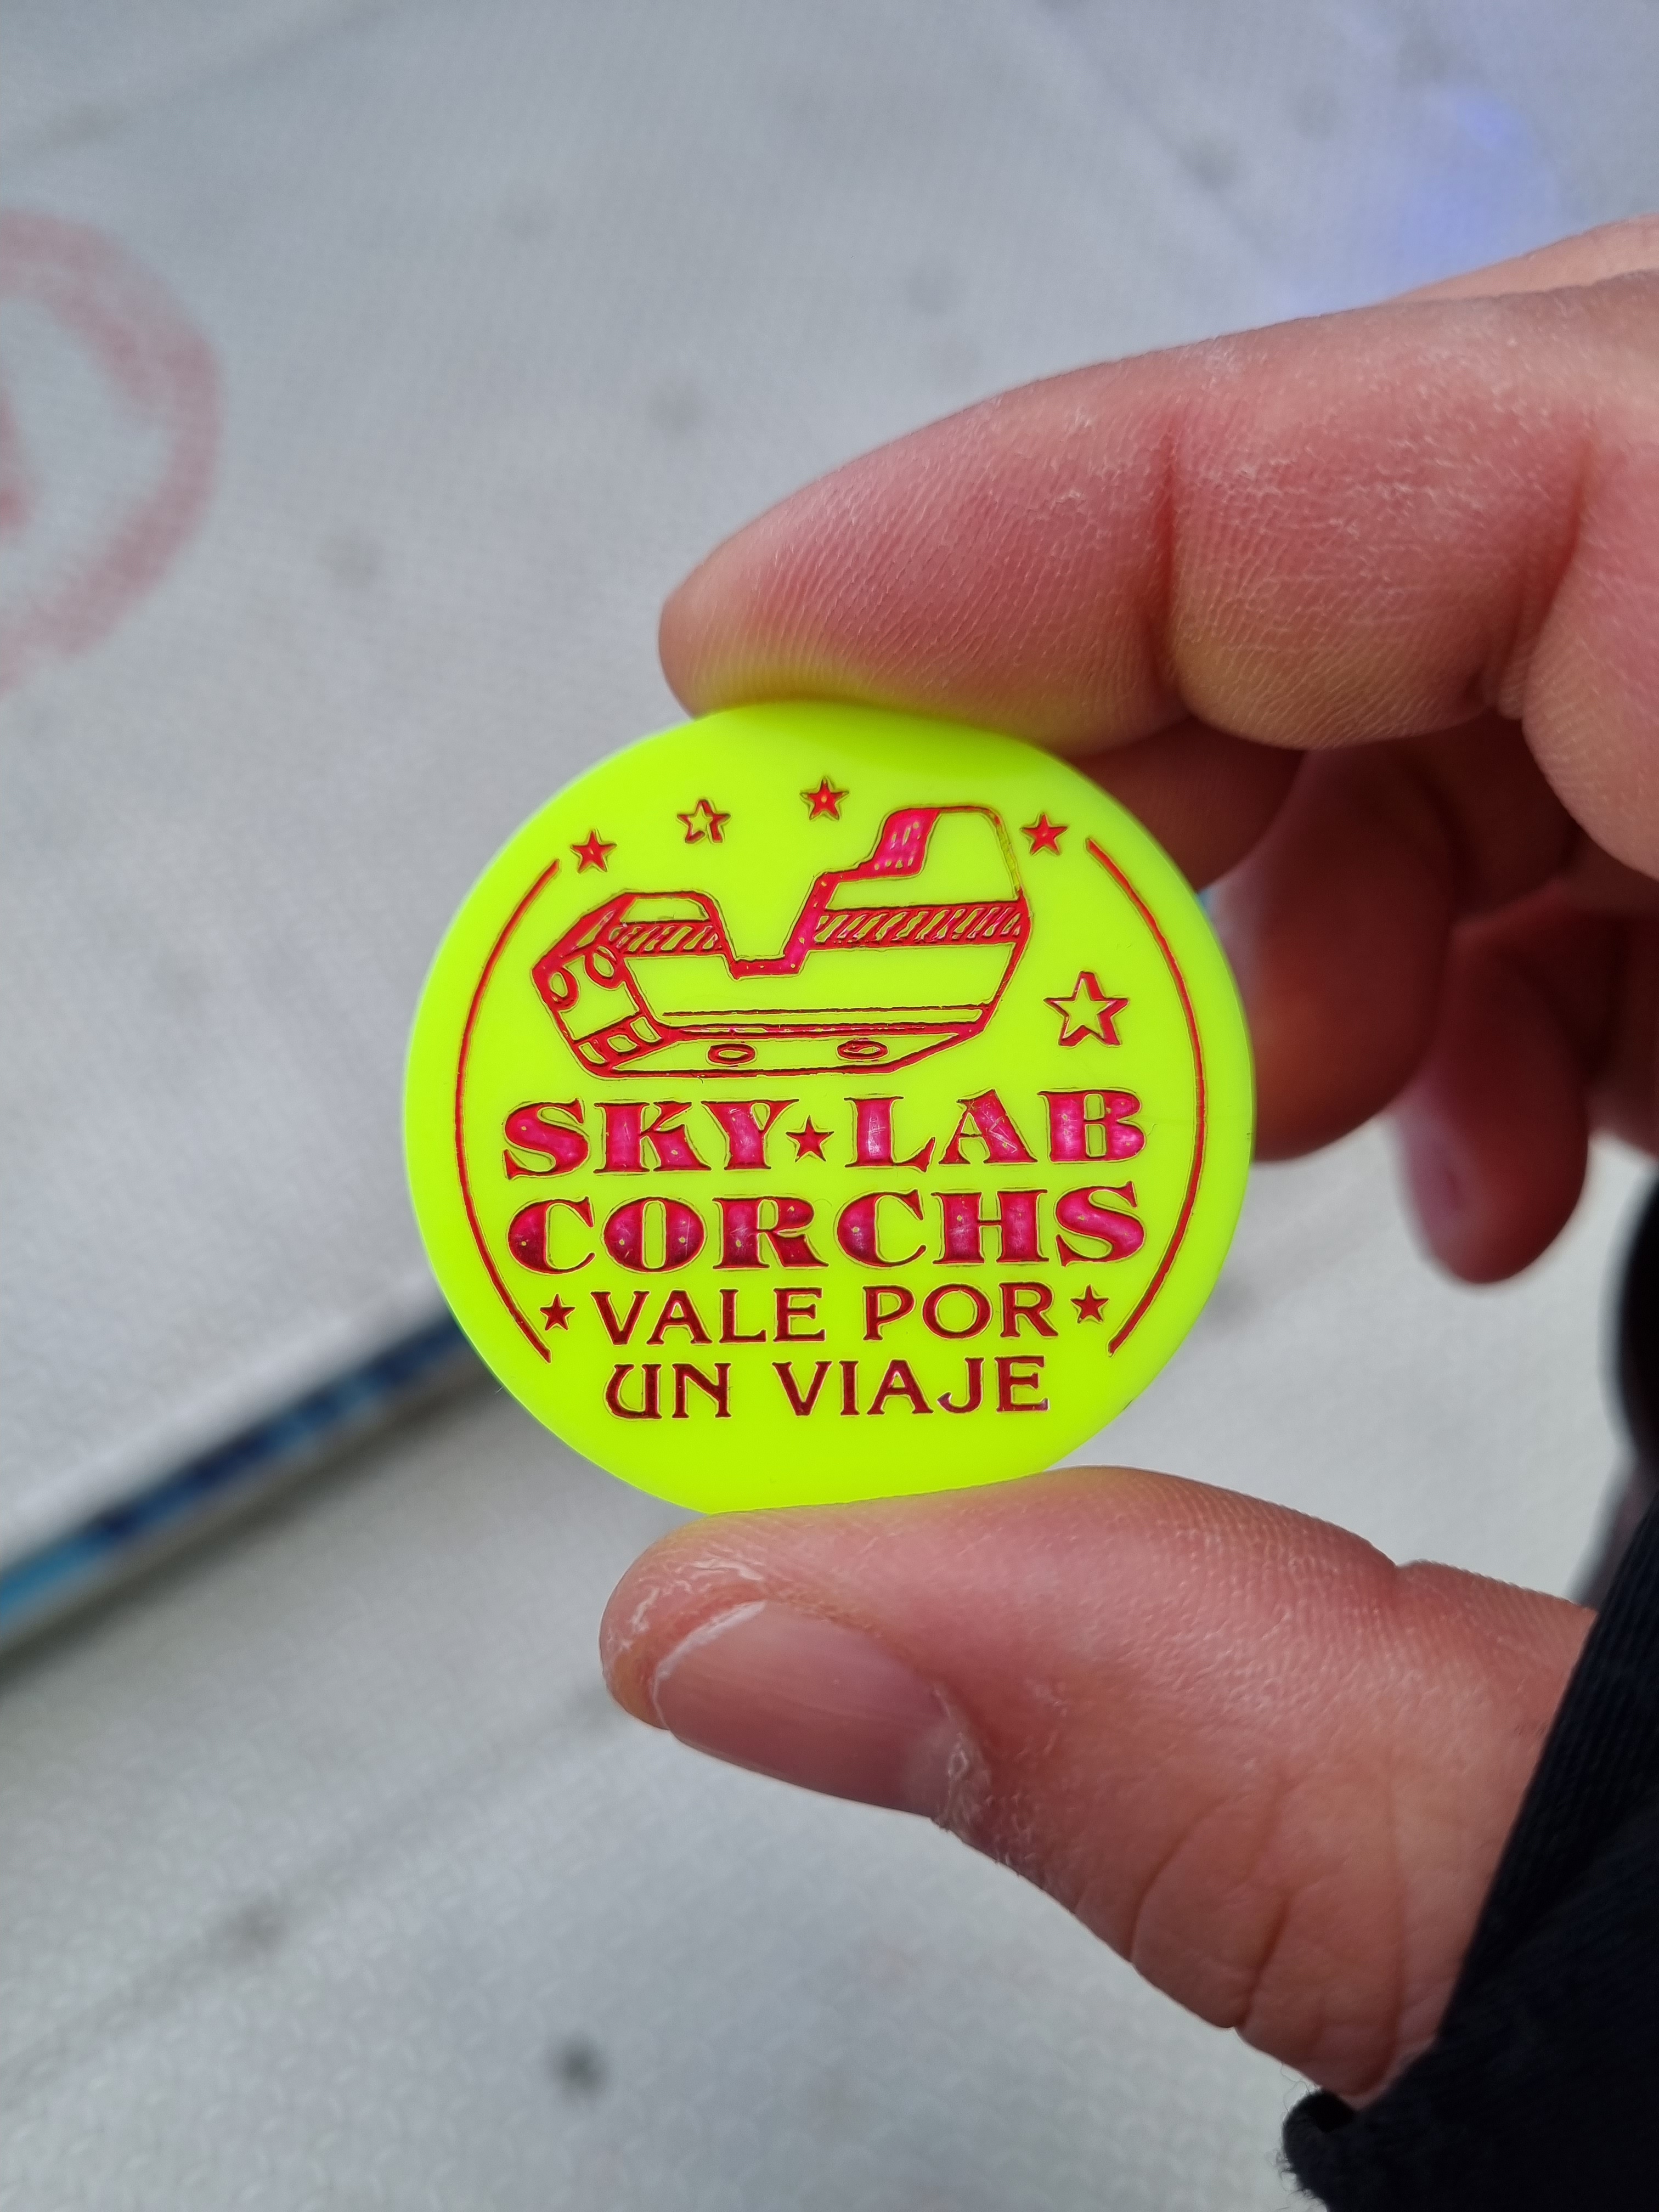 SKY★LAB
CORCHS
★VALE POR★
UN VIAJE